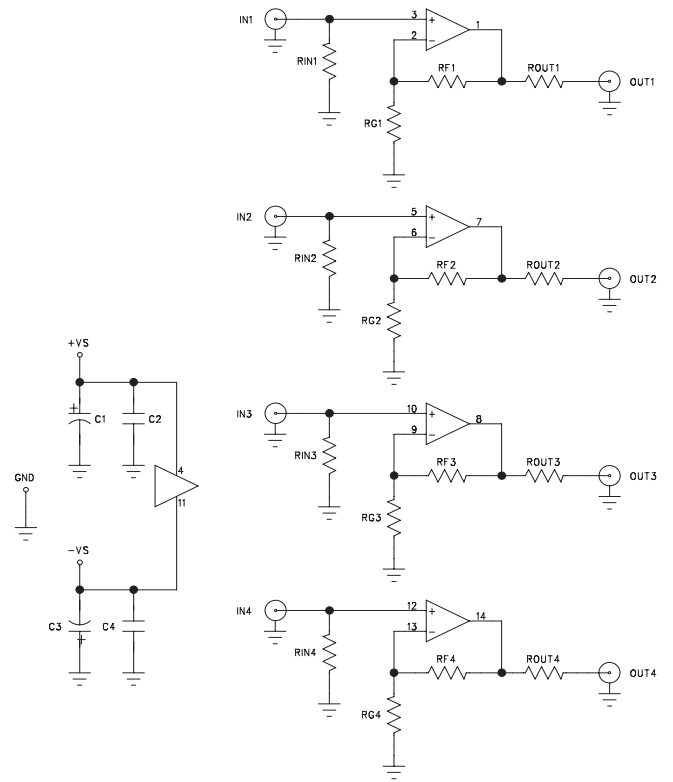 IN1
3
+
2
−
1
RIN1
RF1
ROUT1
OUT1
RG1
IN2
5
+
6
−
7
RIN2
RF2
ROUT2
OUT2
RG2
+VS
+
C1
C2
IN3
10
+
9
−
8
RIN3
RF3
ROUT3
OUT3
GND
4
11
RG3
−VS
C3
+
C4
IN4
12
+
13
−
14
RIN4
RF4
ROUT4
OUT4
RG4